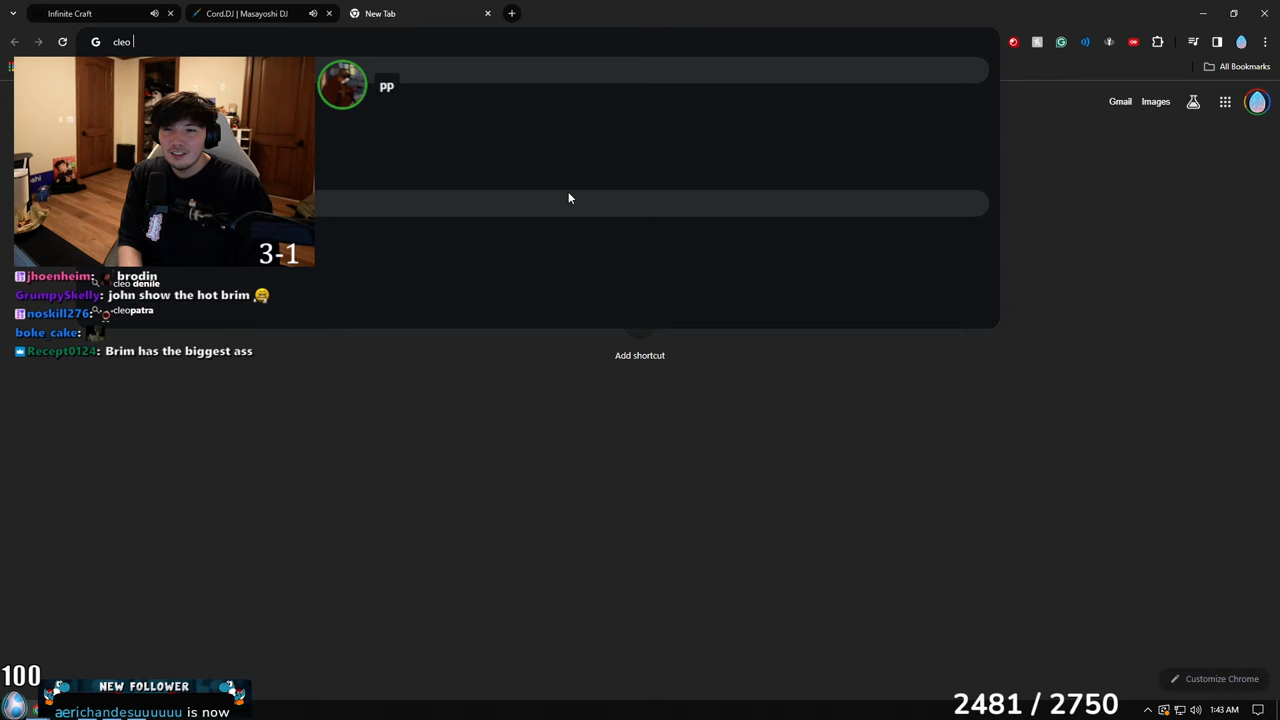 Infinite Craft
Cord.DJ | Masayoshi DJ
New Tab
G cleo
All Bookmarks
pp
Gmail Images
3-1
jhoenheim: brodin
cleo denile
GrumpySkelly: john show the hot brim
noskill276: cleopatra
boke_cake:
Recept0124: Brim has the biggest ass
Add shortcut
Customize Chrome
100
NEW FOLLOWER
aerichandesuuuuuu is now
2481 / 2750
1:43 AM